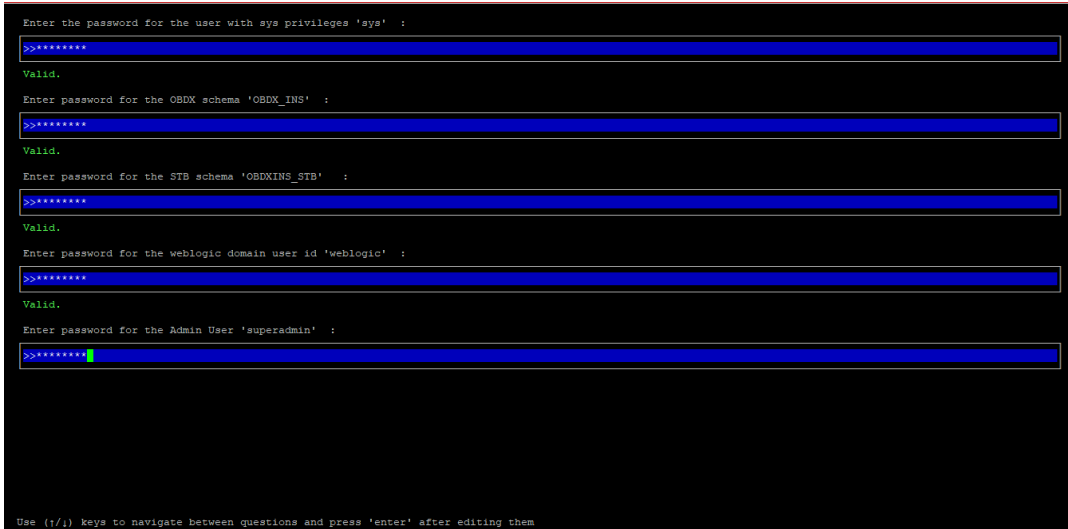 Enter the password for the user with sys privileges 'sys'  :
>>********
Valid.
Enter password for the OBDX schema 'OBDX_INS'  :
>>********
Valid.
Enter password for the STB schema 'OBDXINS_STB'   :
>>********
Valid.
Enter password for the weblogic domain user id 'weblogic'  :
>>********
Valid.
Enter password for the Admin User 'superadmin'  :
>>********
Use (↑/↓) keys to navigate between questions and press 'enter' after editing them